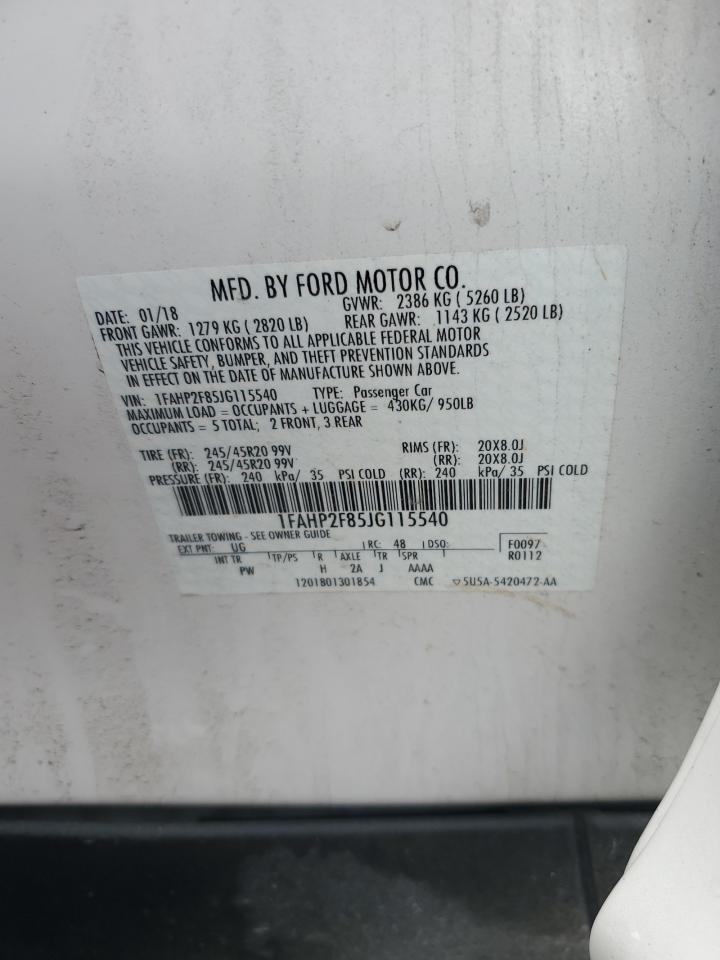 MFD. BY FORD MOTOR CO.
DATE: 01/18 GVWR: 2386 KG ( 5260 LB)
FRONT GAWR: 1279 KG ( 2820 LB) REAR GAWR: 1143 KG ( 2520 LB)
THIS VEHICLE CONFORMS TO ALL APPLICABLE FEDERAL MOTOR
VEHICLE SAFETY, BUMPER, AND THEFT PREVENTION STANDARDS
IN EFFECT ON THE DATE OF MANUFACTURE SHOWN ABOVE.
VIN: 1FAHP2F85JG115540 TYPE: Passenger Car
MAXIMUM LOAD = OCCUPANTS + LUGGAGE = 430KG/ 950LB
OCCUPANTS = 5 TOTAL; 2 FRONT, 3 REAR
TIRE (FR): 245/45R20 99V RIMS (FR): 20X8.0J
(RR): 245/45R20 99V (RR): 20X8.0J
PRESSURE (FR): 240 kPa/ 35 PSI COLD (RR): 240 kPa/ 35 PSI COLD
1FAHP2F85JG115540
TRAILER TOWING - SEE OWNER GUIDE
EXT PNT: UG RC: 48 DSO: F0097
INT TR TP/PS R AXLE TR SPR R0112
PW H 2A J AAAA
1201801301854 CMC ▽5U5A-5420472-AA